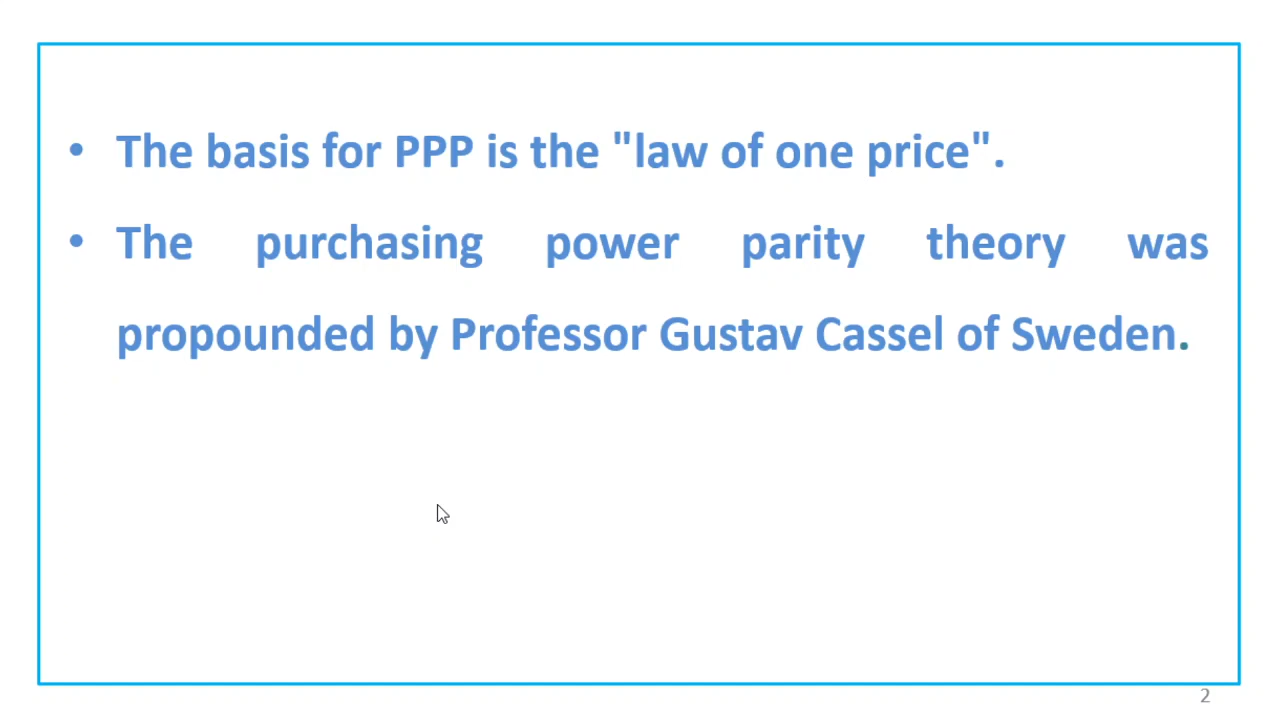 • The basis for PPP is the "law of one price".
• The purchasing power parity theory was
propounded by Professor Gustav Cassel of Sweden.
2